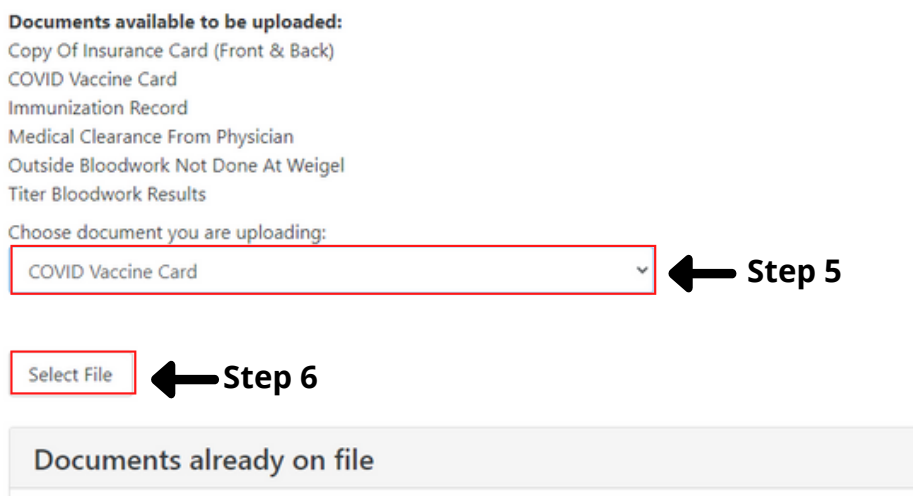 Documents available to be uploaded:
Copy Of Insurance Card (Front & Back)
COVID Vaccine Card
Immunization Record
Medical Clearance From Physician
Outside Bloodwork Not Done At Weigel
Titer Bloodwork Results
Choose document you are uploading:
COVID Vaccine Card
Step 5
Select File
Step 6
Documents already on file